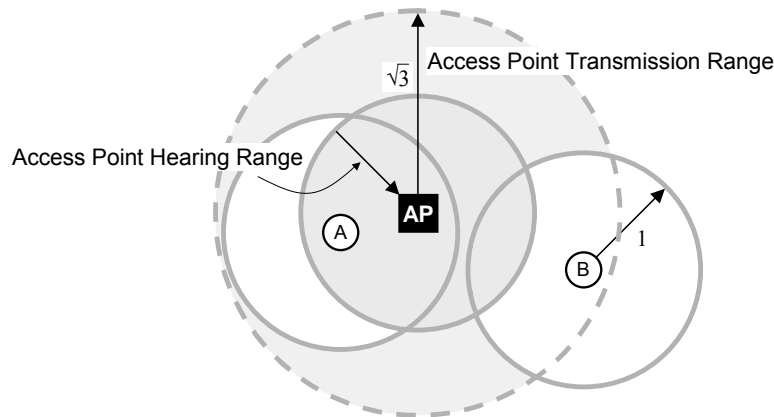 √3
Access Point Transmission Range
Access Point Hearing Range
AP
A
B
1